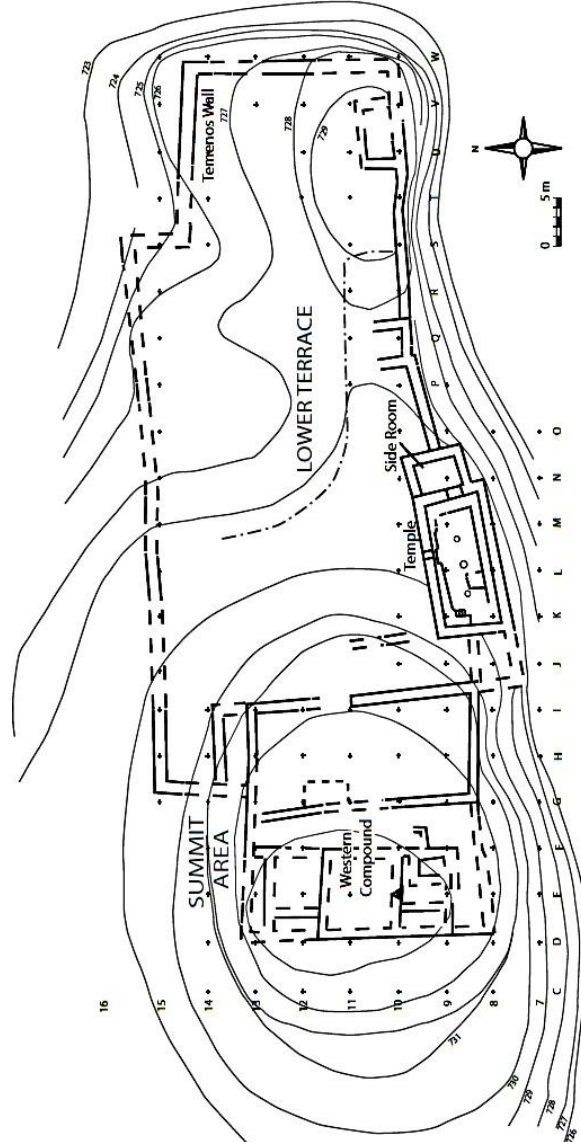 723
724
725
726
727
728
729
Temenos Wall
N
0 5 m
LOWER TERRACE
SUMMIT
AREA
Western
Compound
Temple
Side Room
16
15
14
13
12
11
10
9
8
7
C D E F G H I J K L M N O P Q R S T U V W
731
730
729
728
727
726